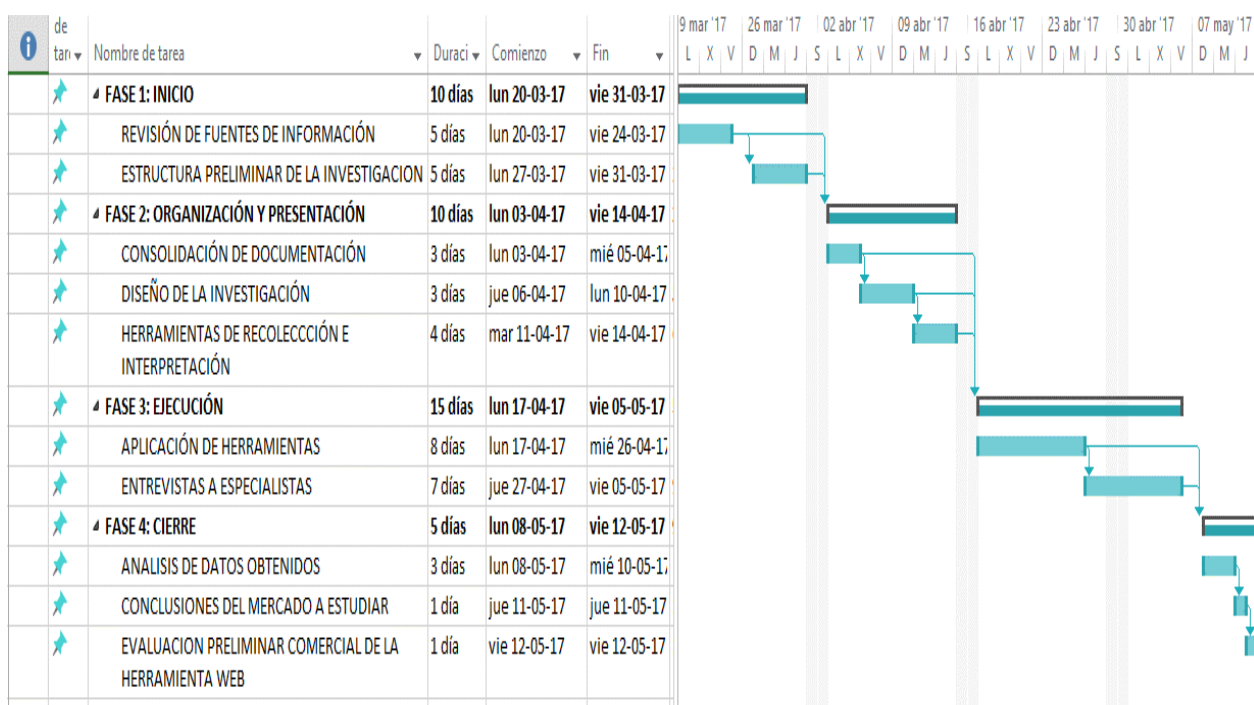 de
tare Nombre de tarea Duraci Comienzo Fin
9 mar '17 26 mar '17 02 abr '17 09 abr '17 16 abr '17 23 abr '17 30 abr '17 07 may '17
L X V D M J S L X V D M J S L X V D M J S L X V D M J
FASE 1: INICIO 10 días lun 20-03-17 vie 31-03-17
REVISIÓN DE FUENTES DE INFORMACIÓN 5 días lun 20-03-17 vie 24-03-17
ESTRUCTURA PRELIMINAR DE LA INVESTIGACION 5 días lun 27-03-17 vie 31-03-17
FASE 2: ORGANIZACIÓN Y PRESENTACIÓN 10 días lun 03-04-17 vie 14-04-17
CONSOLIDACIÓN DE DOCUMENTACIÓN 3 días lun 03-04-17 mié 05-04-17
DISEÑO DE LA INVESTIGACIÓN 3 días jue 06-04-17 lun 10-04-17
HERRAMIENTAS DE RECOLECCCIÓN E 4 días mar 11-04-17 vie 14-04-17
INTERPRETACIÓN
FASE 3: EJECUCIÓN 15 días lun 17-04-17 vie 05-05-17
APLICACIÓN DE HERRAMIENTAS 8 días lun 17-04-17 mié 26-04-17
ENTREVISTAS A ESPECIALISTAS 7 días jue 27-04-17 vie 05-05-17
FASE 4: CIERRE 5 días lun 08-05-17 vie 12-05-17
ANALISIS DE DATOS OBTENIDOS 3 días lun 08-05-17 mié 10-05-17
CONCLUSIONES DEL MERCADO A ESTUDIAR 1 día jue 11-05-17 jue 11-05-17
EVALUACION PRELIMINAR COMERCIAL DE LA 1 día vie 12-05-17 vie 12-05-17
HERRAMIENTA WEB